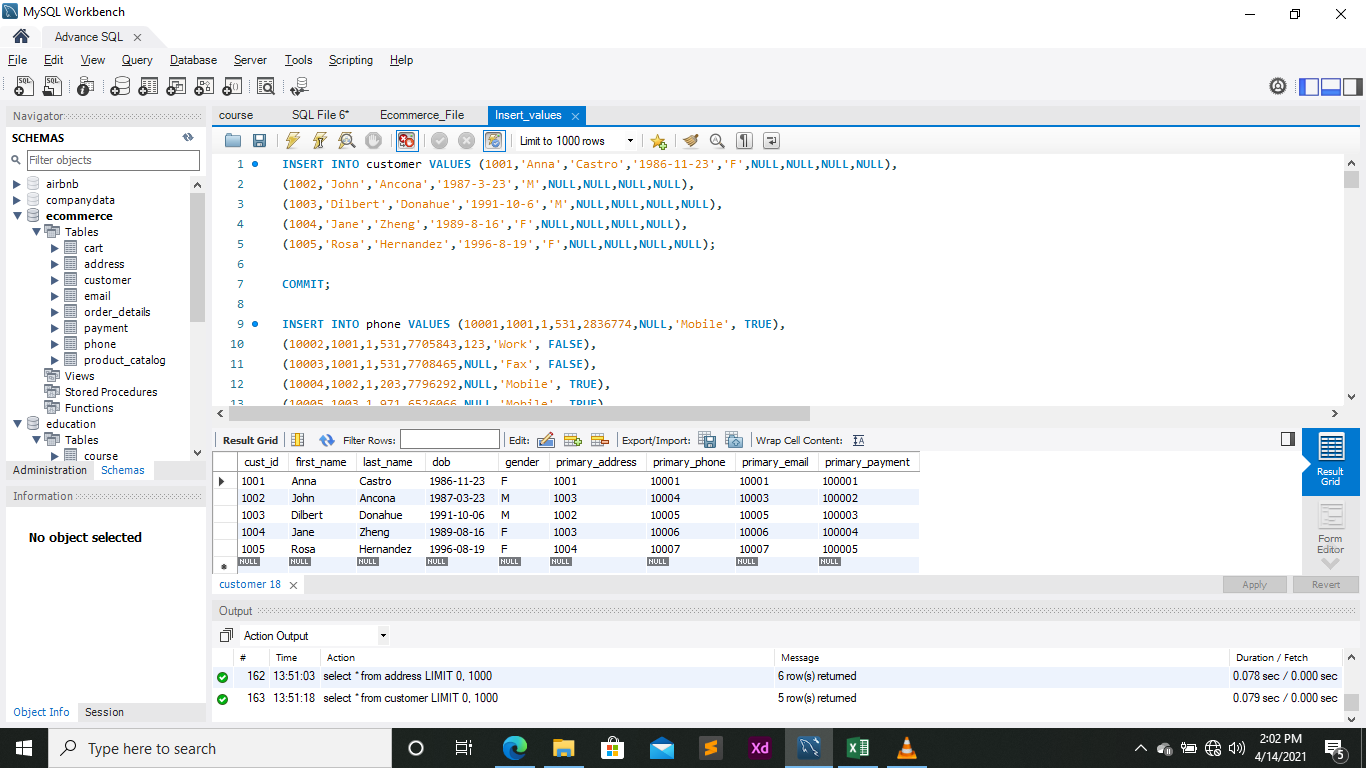 MySQL Workbench
Advance SQL
File Edit View Query Database Server Tools Scripting Help
Navigator
SCHEMAS
Filter objects
airbnb
companydata
ecommerce
Tables
cart
address
customer
email
order_details
payment
phone
product_catalog
Views
Stored Procedures
Functions
education
Tables
course
Administration Schemas
Information
No object selected
Object Info Session
course SQL File 6* Ecommerce_File Insert_values
Limit to 1000 rows
1 INSERT INTO customer VALUES (1001,'Anna','Castro','1986-11-23','F',NULL,NULL,NULL,NULL),
2 (1002,'John','Ancona','1987-3-23','M',NULL,NULL,NULL,NULL),
3 (1003,'Dilbert','Donahue','1991-10-6','M',NULL,NULL,NULL,NULL),
4 (1004,'Jane','Zheng','1989-8-16','F',NULL,NULL,NULL,NULL),
5 (1005,'Rosa','Hernandez','1996-8-19','F',NULL,NULL,NULL,NULL);
6
7 COMMIT;
8
9 INSERT INTO phone VALUES (10001,1001,1,531,2836774,NULL,'Mobile', TRUE),
10 (10002,1001,1,531,7705843,123,'Work', FALSE),
11 (10003,1001,1,531,7708465,NULL,'Fax', FALSE),
12 (10004,1002,1,203,7796292,NULL,'Mobile', TRUE),
13 (10005,1003,1,971,6526066,NULL,'Mobile', TRUE)
Result Grid Filter Rows: Edit: Export/Import: Wrap Cell Content:
cust_id first_name last_name dob gender primary_address primary_phone primary_email primary_payment
1001 Anna Castro 1986-11-23 F 1001 10001 10001 100001
1002 John Ancona 1987-03-23 M 1003 10004 10003 100002
1003 Dilbert Donahue 1991-10-06 M 1002 10005 10005 100003
1004 Jane Zheng 1989-08-16 F 1003 10006 10006 100004
1005 Rosa Hernandez 1996-08-19 F 1004 10007 10007 100005
NULL NULL NULL NULL NULL NULL NULL NULL NULL
Result Grid
Form Editor
customer 18
Apply Revert
Output
Action Output
# Time Action Message Duration / Fetch
162 13:51:03 select * from address LIMIT 0, 1000 6 row(s) returned 0.078 sec / 0.000 sec
163 13:51:18 select * from customer LIMIT 0, 1000 5 row(s) returned 0.079 sec / 0.000 sec
Type here to search
Xd
2:02 PM
4/14/2021
5